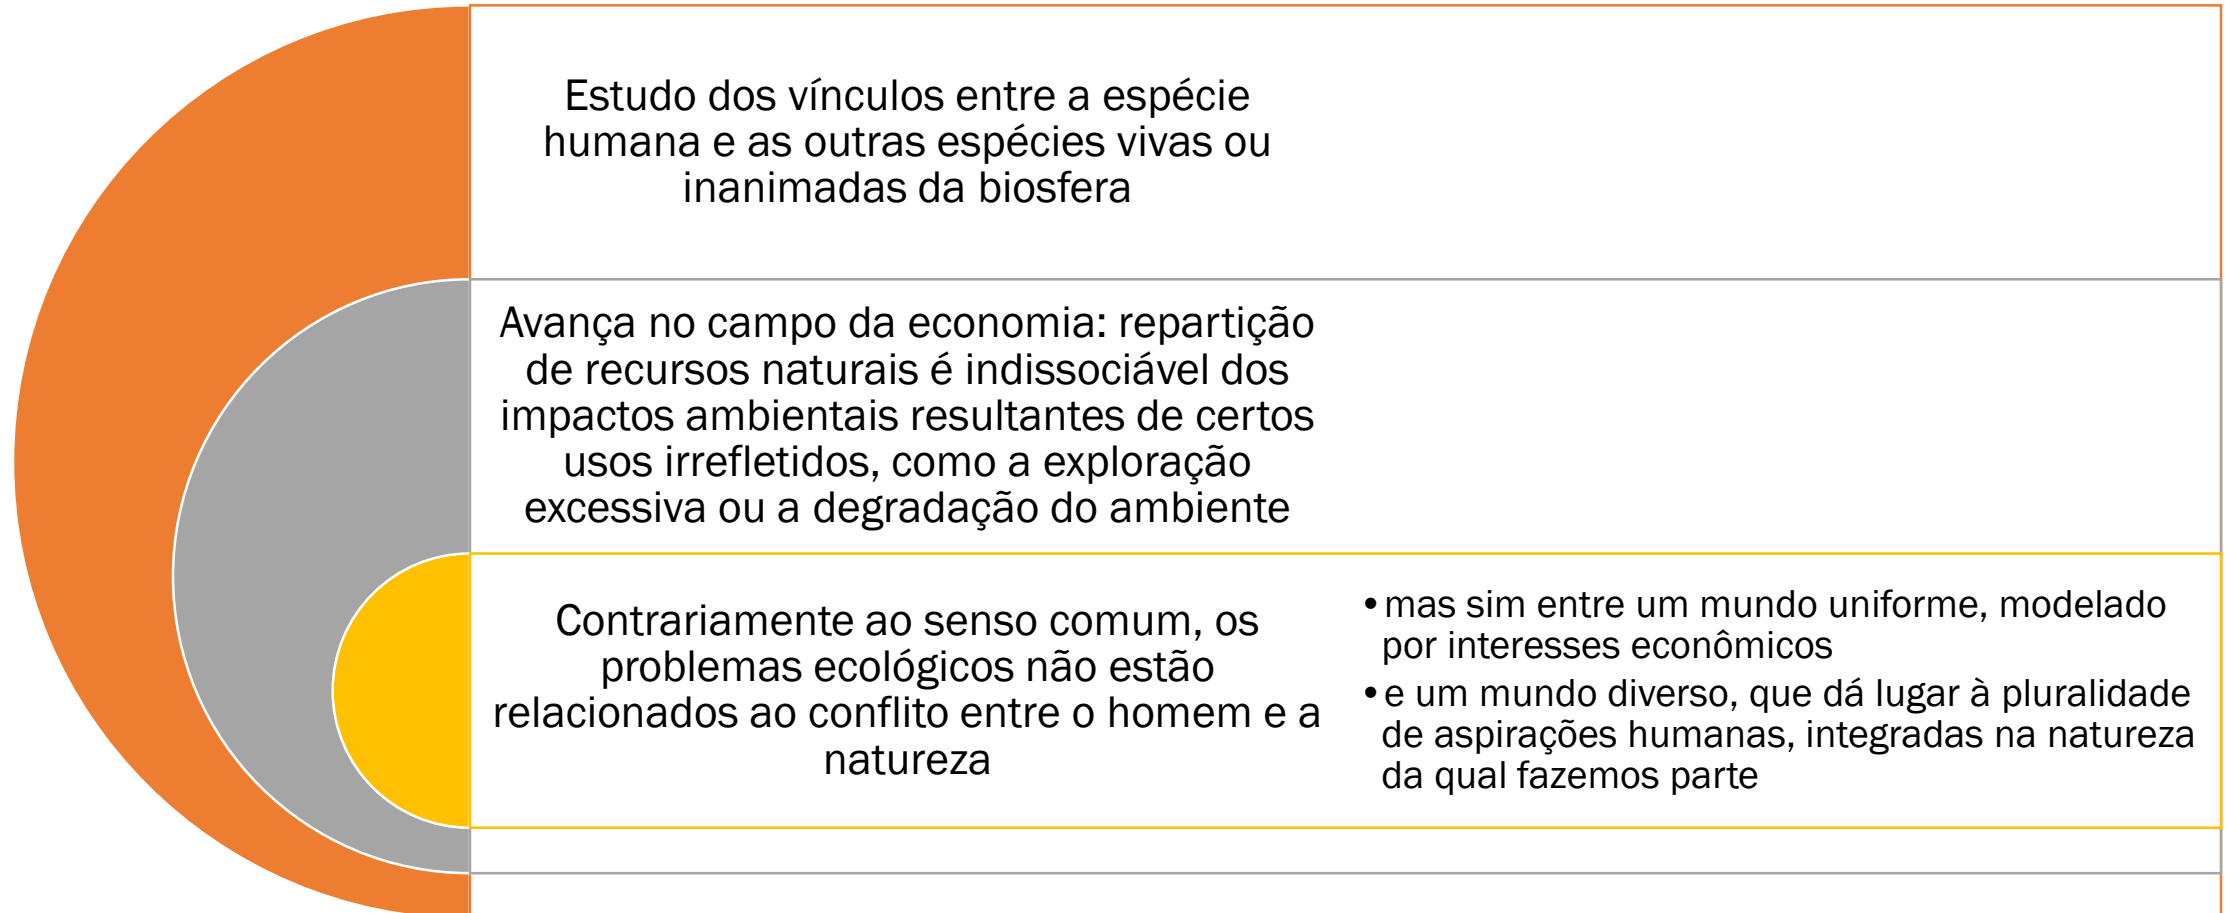 Estudo dos vínculos entre a espécie
humana e as outras espécies vivas ou
inanimadas da biosfera
Avança no campo da economia: repartição
de recursos naturais é indissociável dos
impactos ambientais resultantes de certos
usos irrefletidos, como a exploração
excessiva ou a degradação do ambiente
Contrariamente ao senso comum, os
problemas ecológicos não estão
relacionados ao conflito entre o homem e a
natureza
•mas sim entre um mundo uniforme, modelado
por interesses econômicos
•e um mundo diverso, que dá lugar à pluralidade
de aspirações humanas, integradas na natureza
da qual fazemos parte